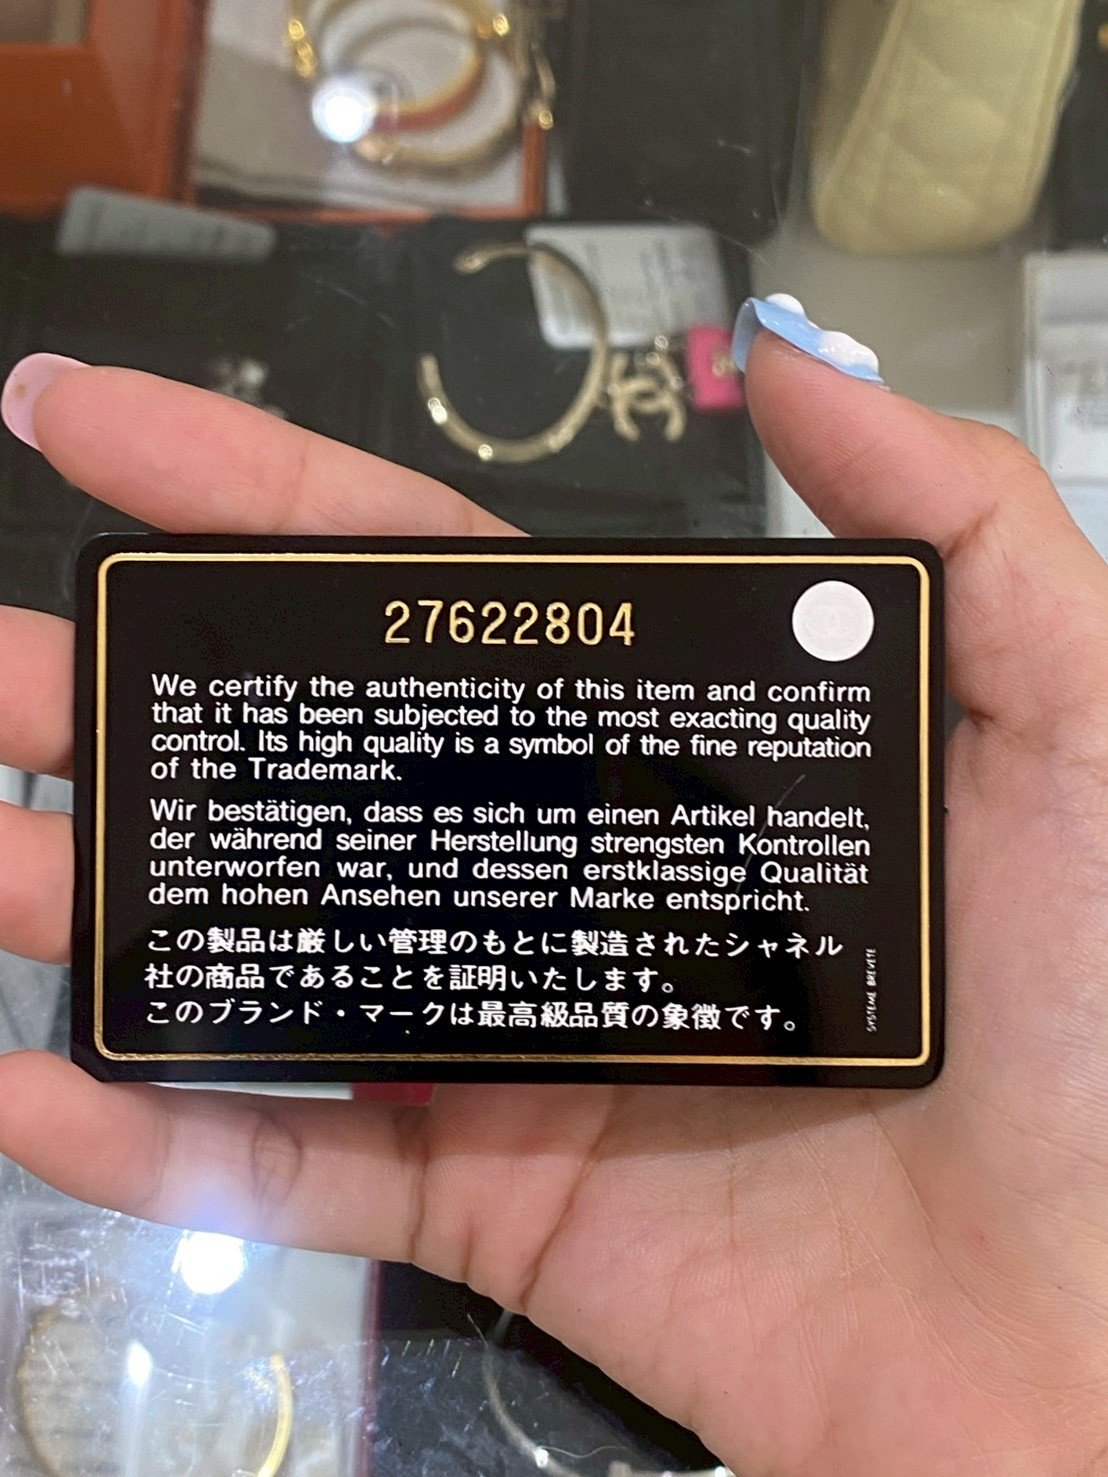 27622804
We certify the authenticity of this item and confirm
that it has been subjected to the most exacting quality
control. Its high quality is a symbol of the fine reputation
of the Trademark.
Wir bestätigen, dass es sich um einen Artikel handelt,
der während seiner Herstellung strengsten Kontrollen
unterworfen war, und dessen erstklassige Qualität
dem hohen Ansehen unserer Marke entspricht.
この製品は厳しい管理のもとに製造されたシャネル
社の商品であることを証明いたします。
このブランド・マークは最高級品質の象徴です。
SYSTEME BREVETE